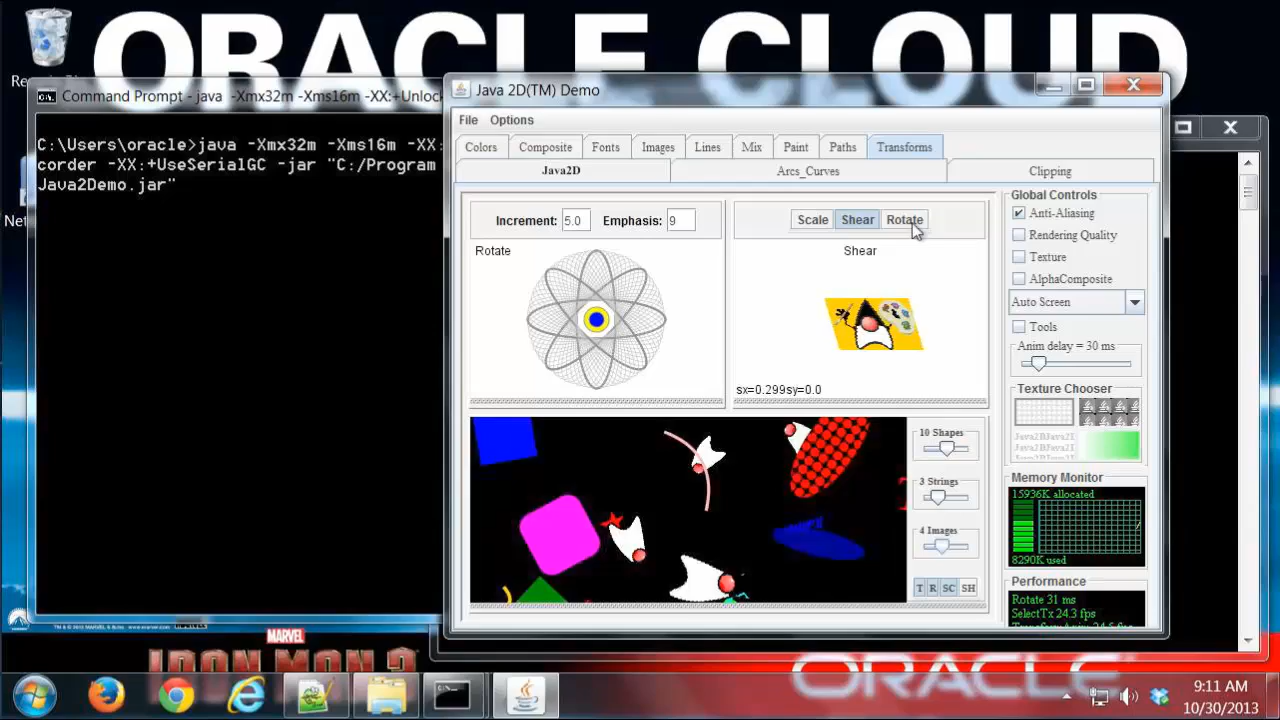 ORACLE CLOUD
Command Prompt - java -Xmx32m -Xms16m -XX:+Unlock
C:\Users\oracle>java -Xmx32m -Xms16m -XX:
corder -XX:+UseSerialGC -jar "C:/Program
Java2Demo.jar"
Java 2D(TM) Demo
File Options
Colors Composite Fonts Images Lines Mix Paint Paths Transforms
Java2D Arcs_Curves Clipping
Increment: 5.0 Emphasis: 9
Rotate
Scale Shear Rotate
Shear
sx=0.299sy=0.0
10 Shapes
3 Strings
4 Images
T R SC SH
Global Controls
Anti-Aliasing
Rendering Quality
Texture
AlphaComposite
Auto Screen
Tools
Anim delay = 30 ms
Texture Chooser
Memory Monitor
15936K allocated
8290K used
Performance
Rotate 31 ms
SelectTx 24.3 fps
MARVEL
IRON MAN 3
ORACLE
9:11 AM
10/30/2013